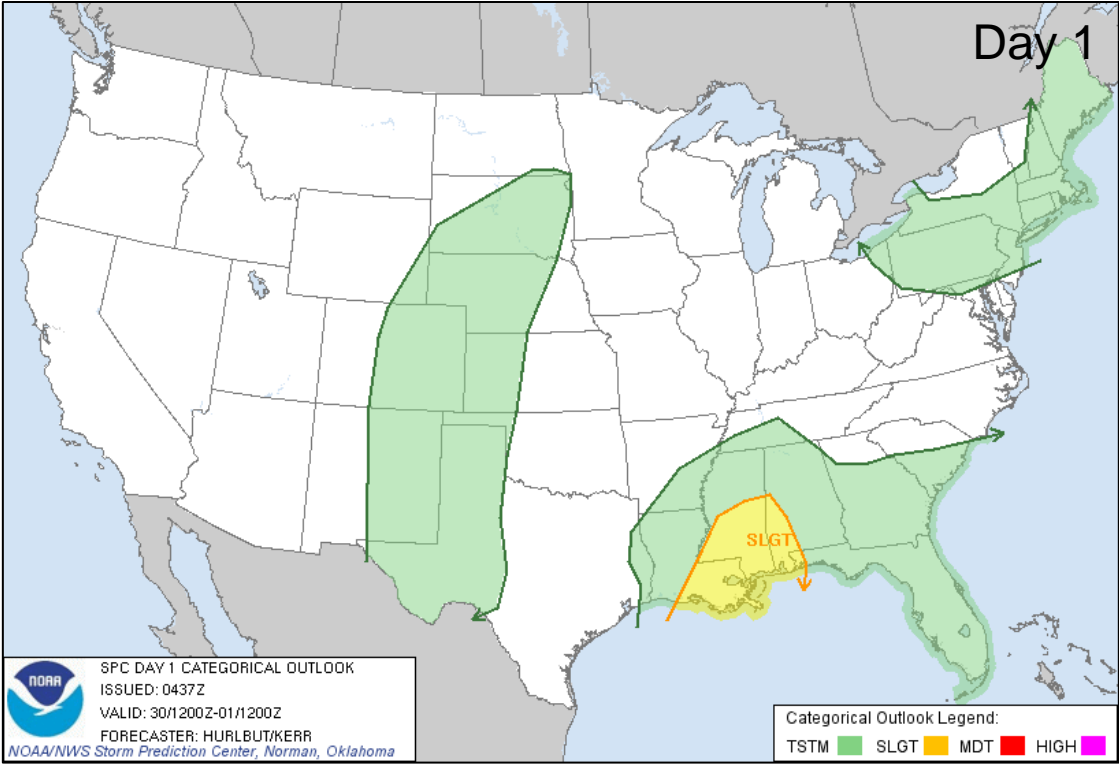 Day 1
SLGT
NOAA
SPC DAY 1 CATEGORICAL OUTLOOK
ISSUED: 0437Z
VALID: 30/1200Z-01/1200Z
FORECASTER: HURLBUT/KERR
NOAA/NWS Storm Prediction Center, Norman, Oklahoma
Categorical Outlook Legend:
TSTM SLGT MDT HIGH